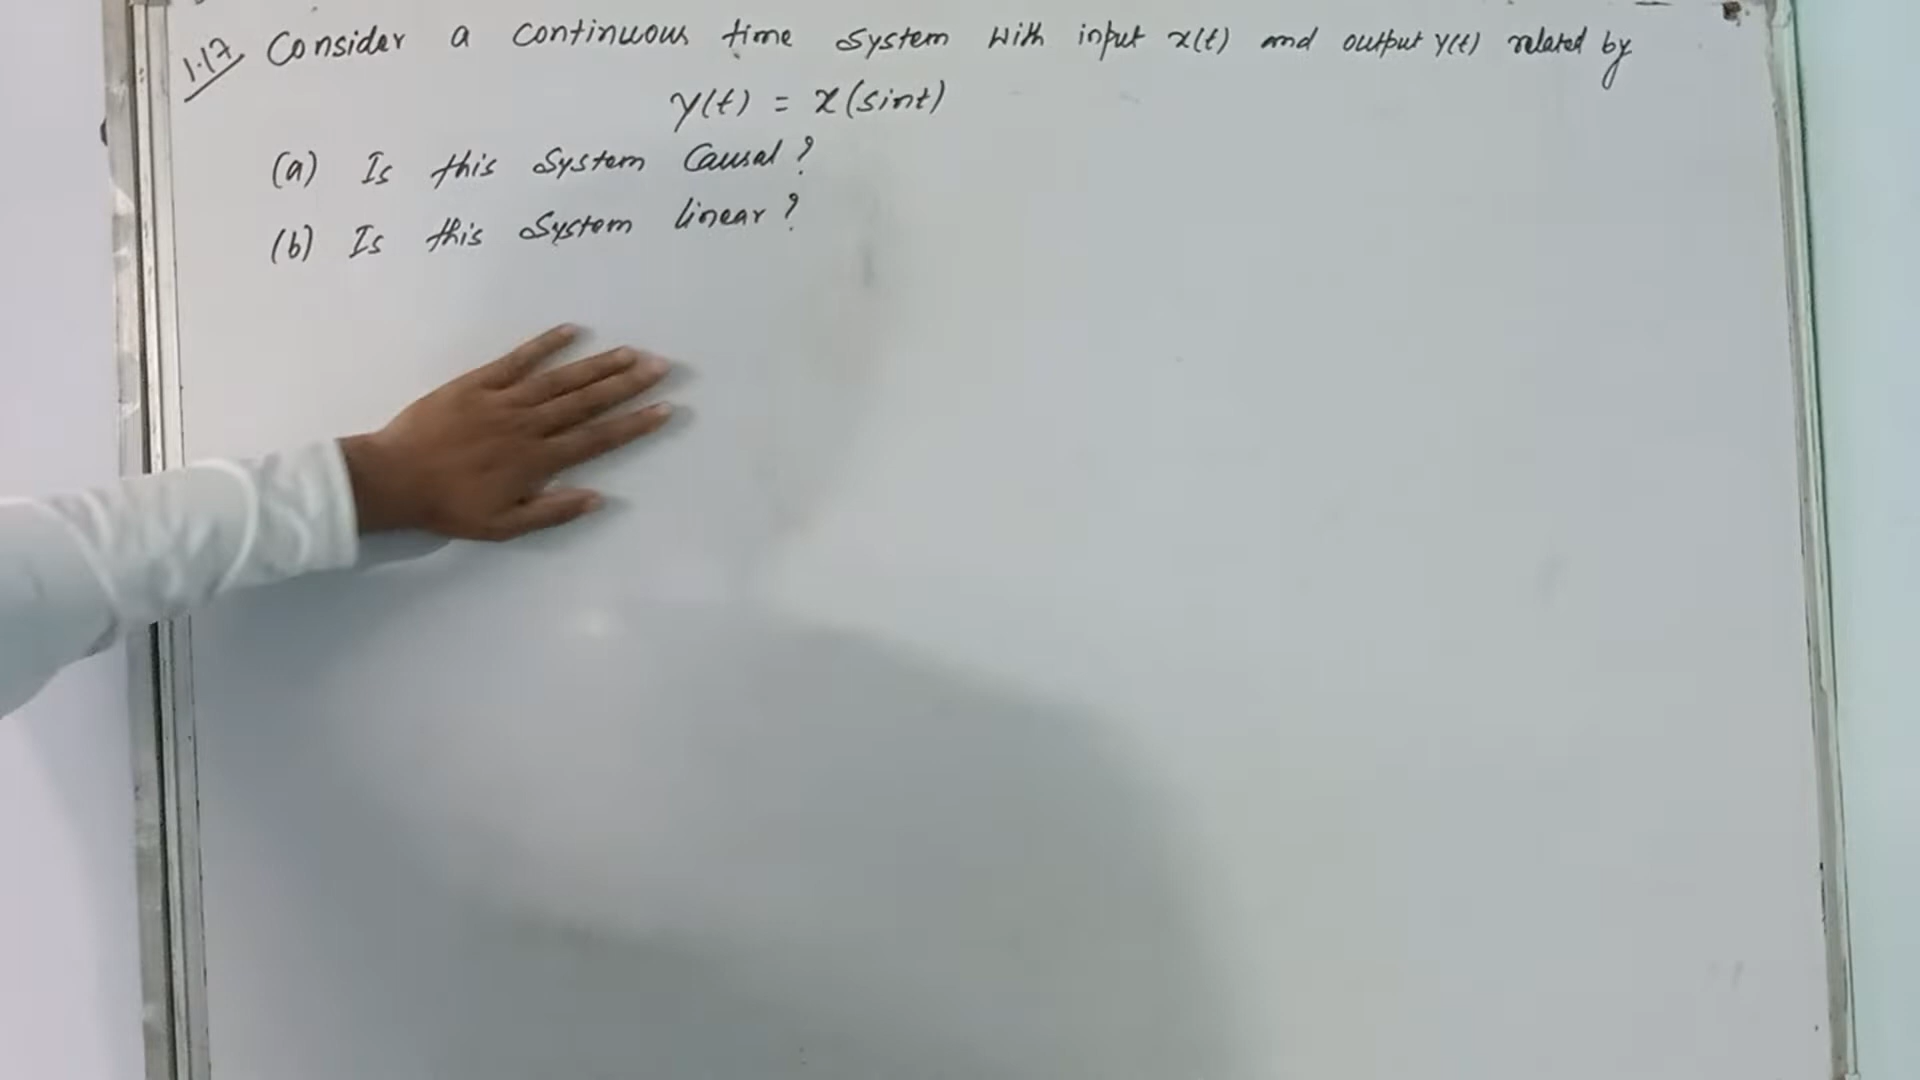 1.17 Consider a continuous time system with input x(t) and output y(t) related by
y(t) = x(sint)
(a) Is this system causal?
(b) Is this system linear?